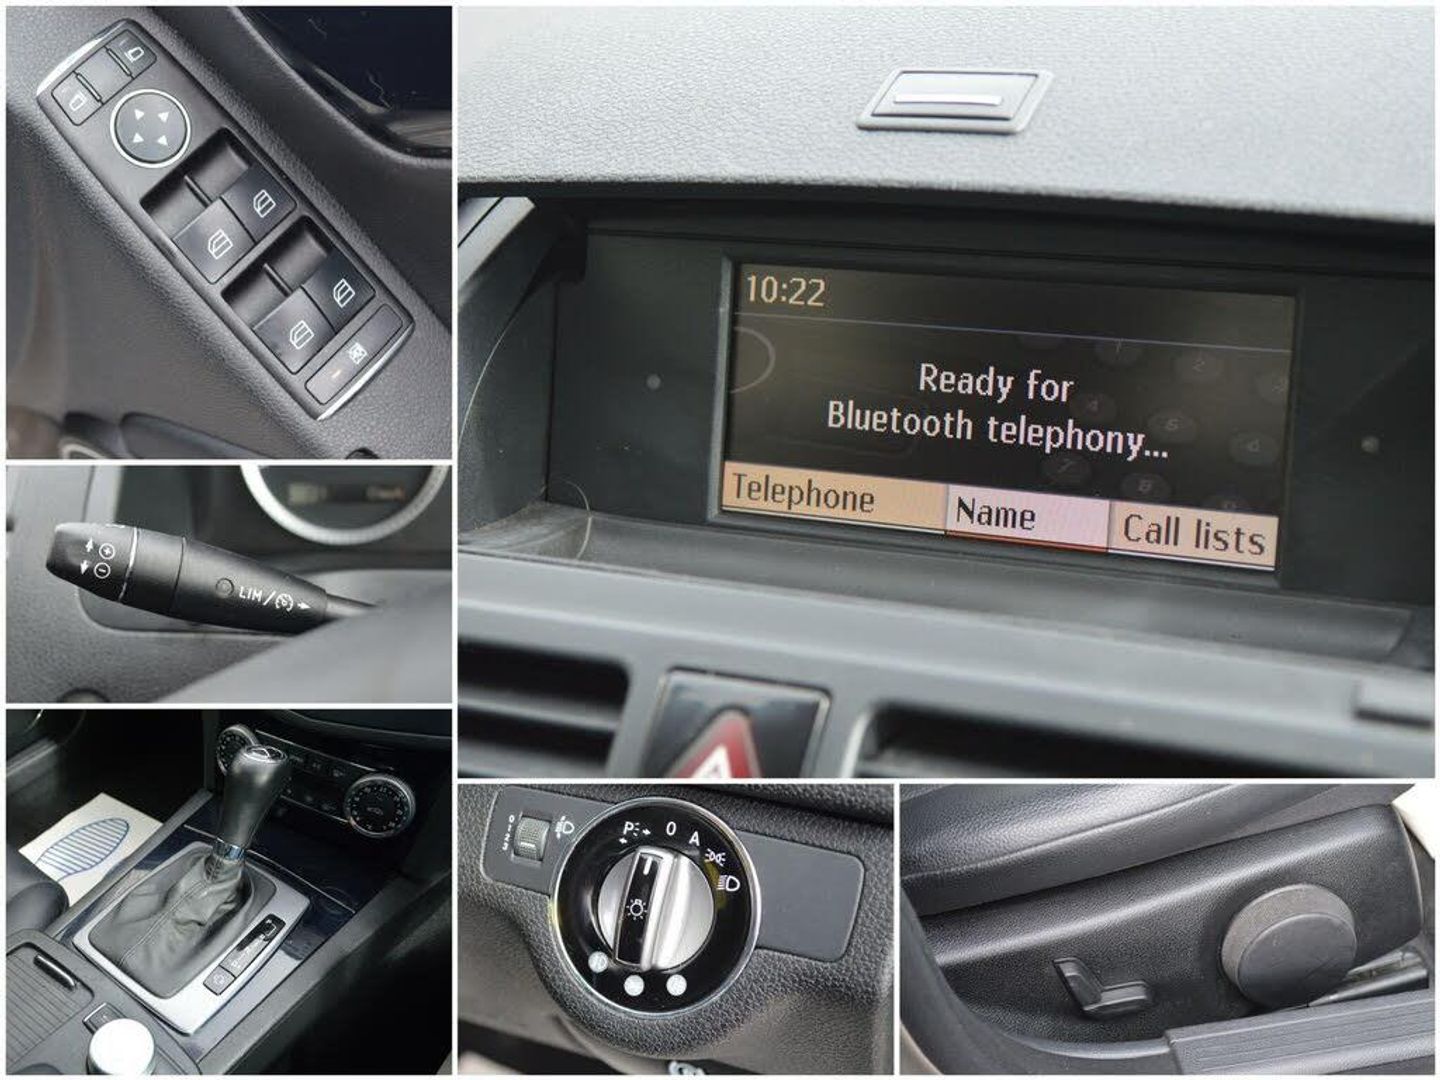 10:22
Ready for
Bluetooth telephony...
Telephone Name Call lists
LIM/
P 0 A